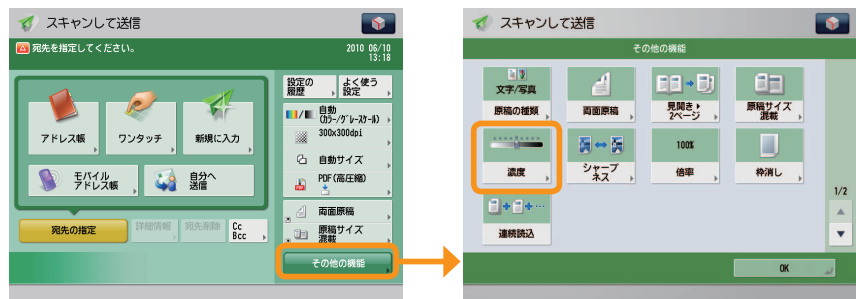 スキャンして送信
宛先を指定してください。
2010 06/10
13:18
アドレス帳
ワンタッチ
新規に入力
モバイル
アドレス帳
自分へ
送信
宛先の指定
詳細情報
宛先削除
Cc
Bcc
設定の
履歴
よく使う
設定
自動
(カラー/グレースケール)
300x300dpi
自動サイズ
PDF(高圧縮)
両面原稿
原稿サイズ
混載
その他の機能
スキャンして送信
その他の機能
文字/写真
原稿の種類
両面原稿
見開き
2ページ
原稿サイズ
混載
濃度
シャープ
ネス
100%
倍率
枠消し
連続読込
1/2
OK